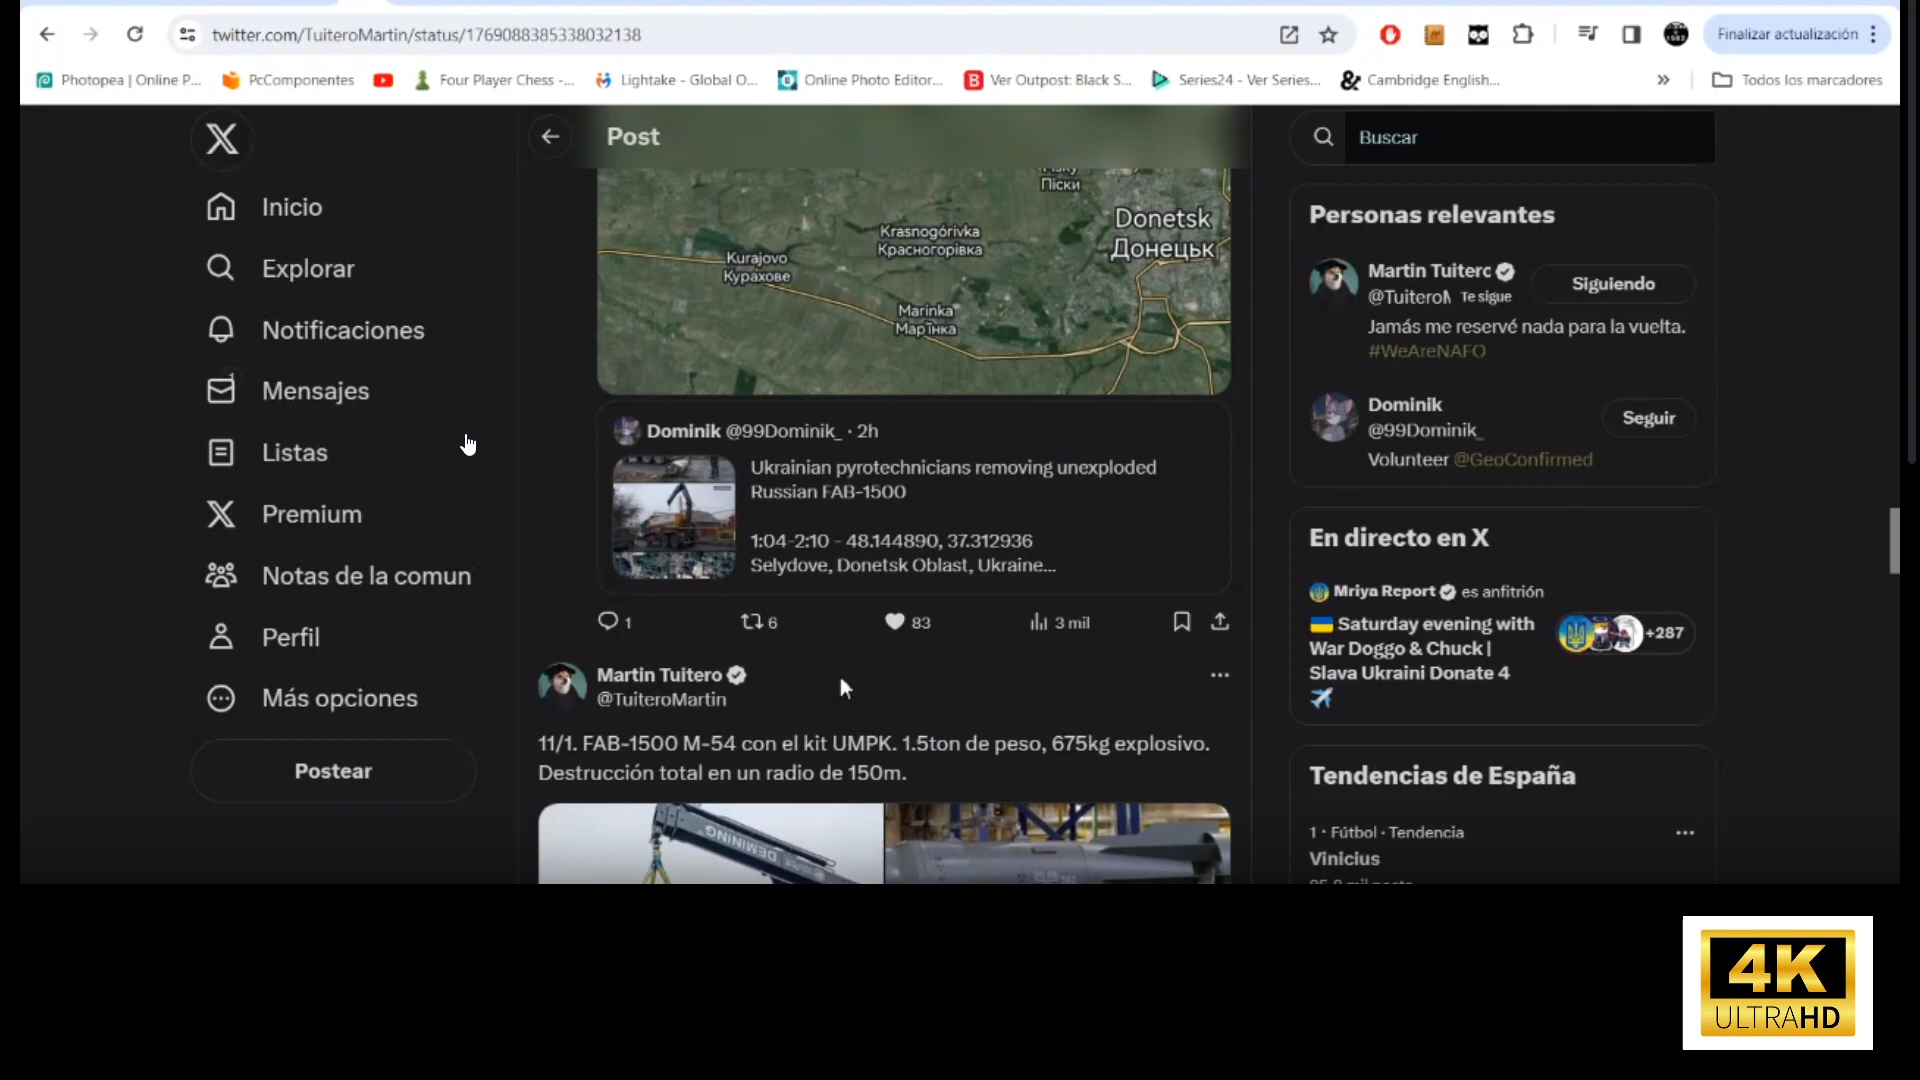 twitter.com/TuiteroMartin/status/1769088385338032138
Finalizar actualización
Photopea | Online P...
PcComponentes
Four Player Chess -...
Lightake - Global O...
Online Photo Editor...
Ver Outpost: Black S...
Series24 - Ver Series...
Cambridge English...
Todos los marcadores
Inicio
Explorar
Notificaciones
1
Mensajes
Listas
Premium
Notas de la comun
Perfil
Más opciones
Postear
Post
Піски
Donetsk
Донецьк
Krasnogórivka
Красногорівка
Kurajovo
Курахове
Marinka
Мар'їнка
Dominik @99Dominik_ · 2h
Ukrainian pyrotechnicians removing unexploded
Russian FAB-1500
1:04-2:10 - 48.144890, 37.312936
Selydove, Donetsk Oblast, Ukraine...
1
6
83
3 mil
Martin Tuitero
@TuiteroMartin
11/1. FAB-1500 M-54 con el kit UMPK. 1.5ton de peso, 675kg explosivo.
Destrucción total en un radio de 150m.
DEMINING
Buscar
Personas relevantes
Martin Tuiterc
@TuiteroM Te sigue
Siguiendo
Jamás me reservé nada para la vuelta.
#WeAreNAFO
Dominik
@99Dominik_
Seguir
Volunteer @GeoConfirmed
En directo en X
Mriya Report es anfitrión
Saturday evening with
War Doggo & Chuck |
Slava Ukraini Donate 4
+287
Tendencias de España
1 · Fútbol · Tendencia
Vinicius
4K
ULTRAHD